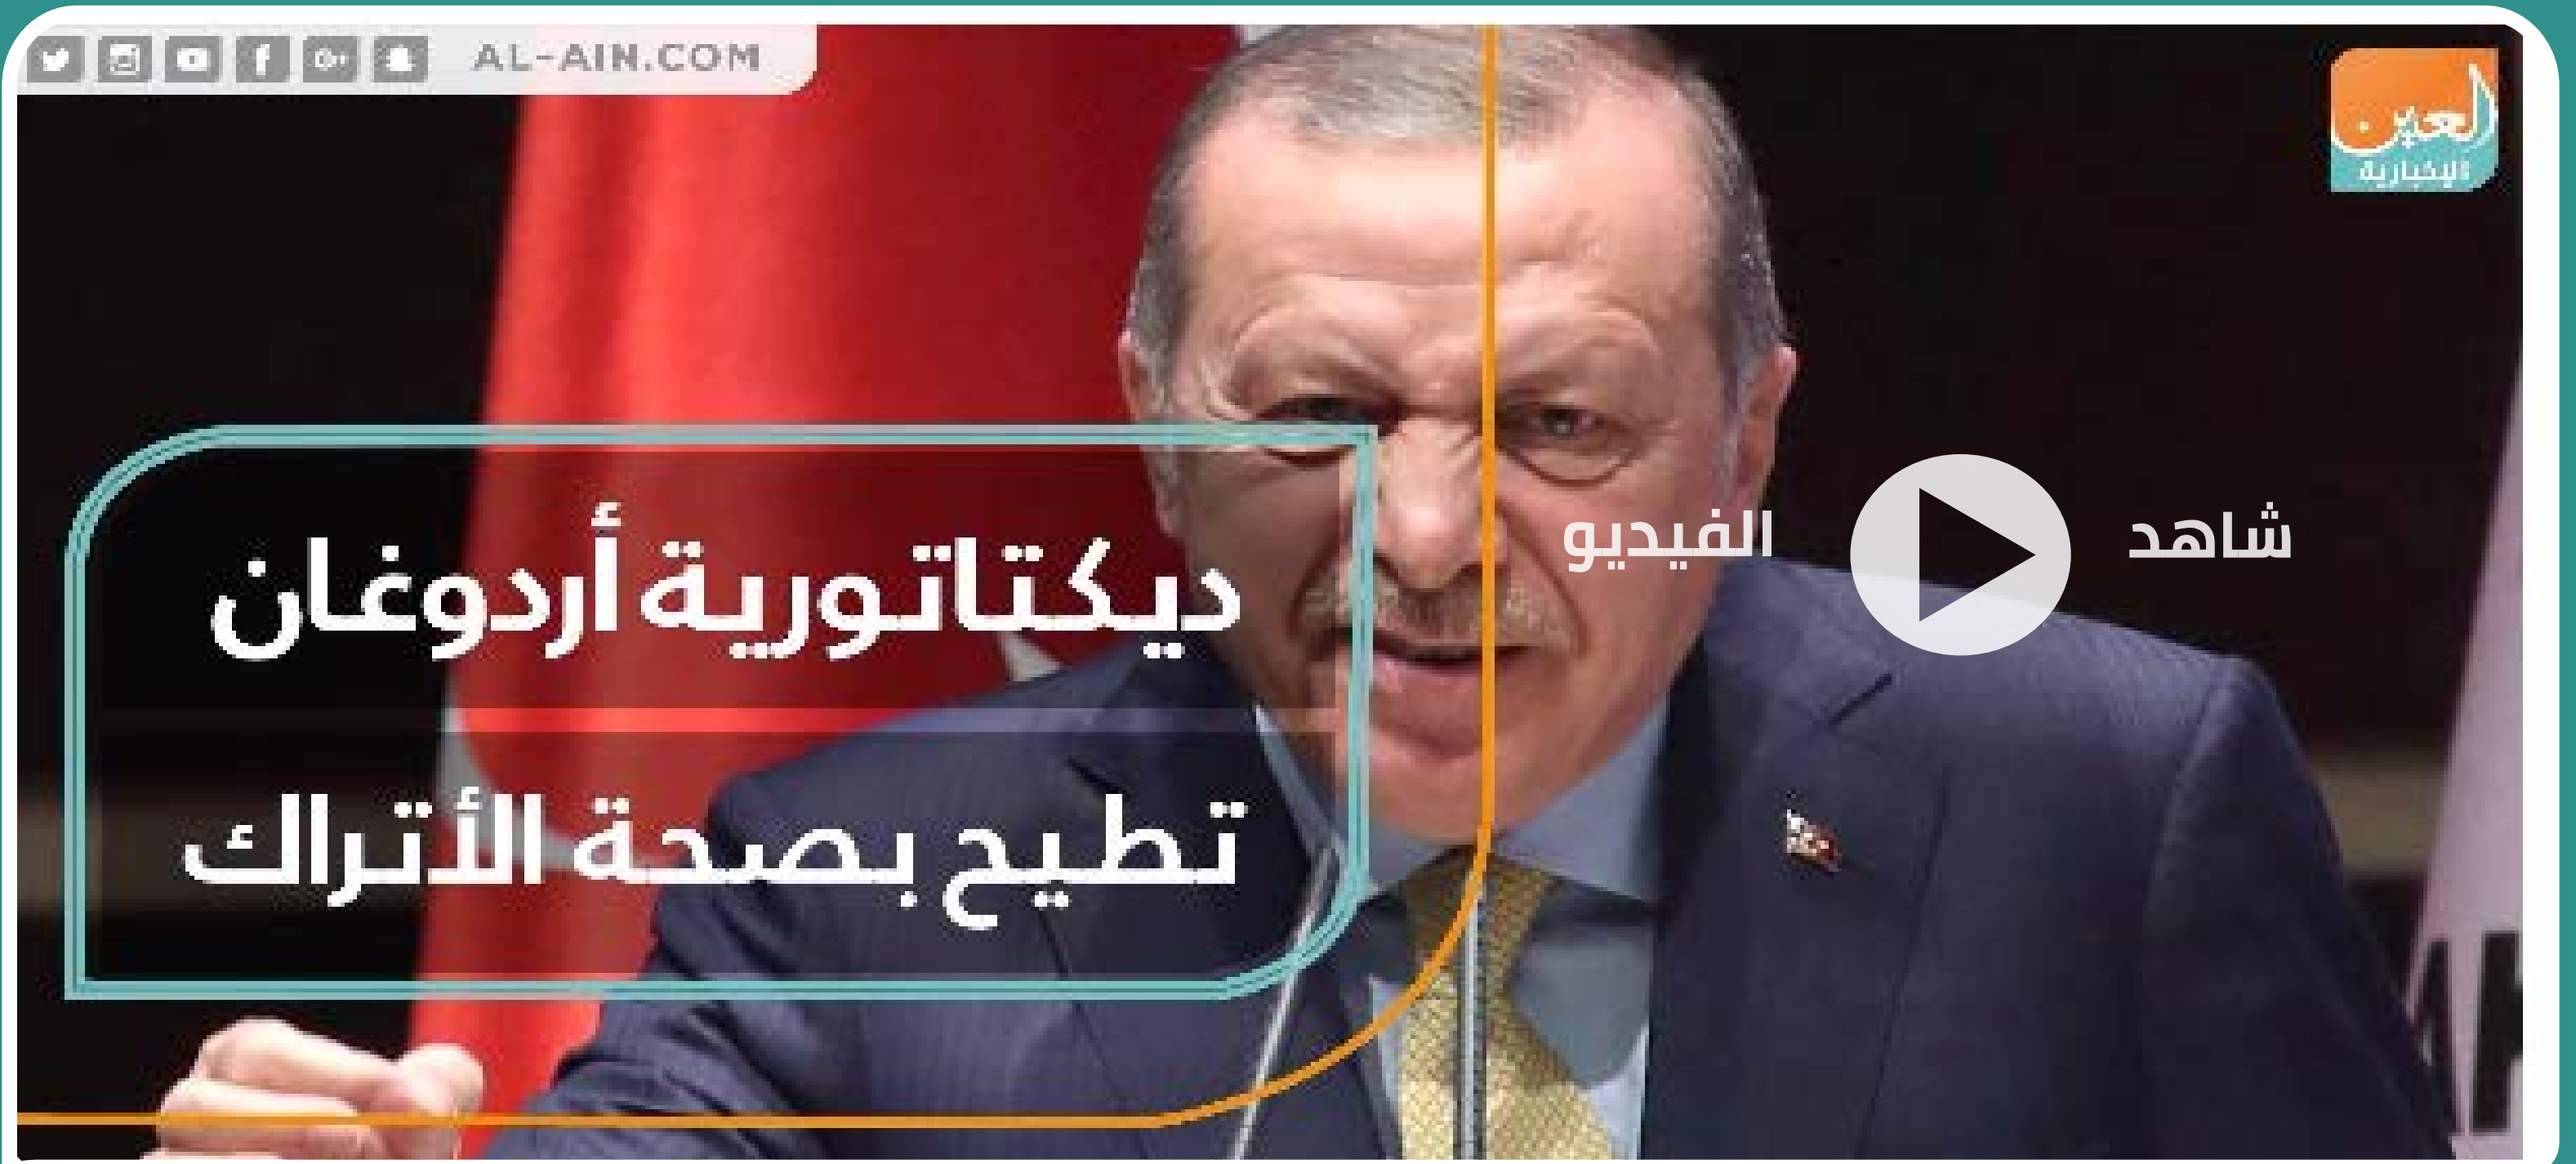 AL-AIN.COM
العين
الإخبارية
شاهد الفيديو
ديكتاتورية أردوغان
تطيح بصحة الأتراك